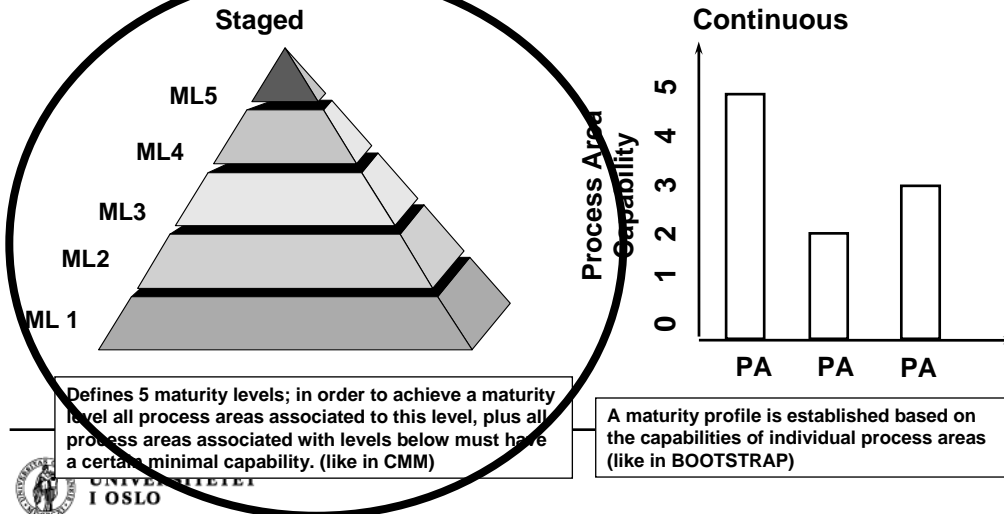 Staged
ML5
ML4
ML3
ML2
ML 1
Defines 5 maturity levels; in order to achieve a maturity
level all process areas associated to this level, plus all
process areas associated with levels below must have
a certain minimal capability. (like in CMM)
Continuous
Process Area
Capability
5
4
3
2
1
0
PA
PA
PA
A maturity profile is established based on
the capabilities of individual process areas
(like in BOOTSTRAP)
UNIVERSITETET
I OSLO